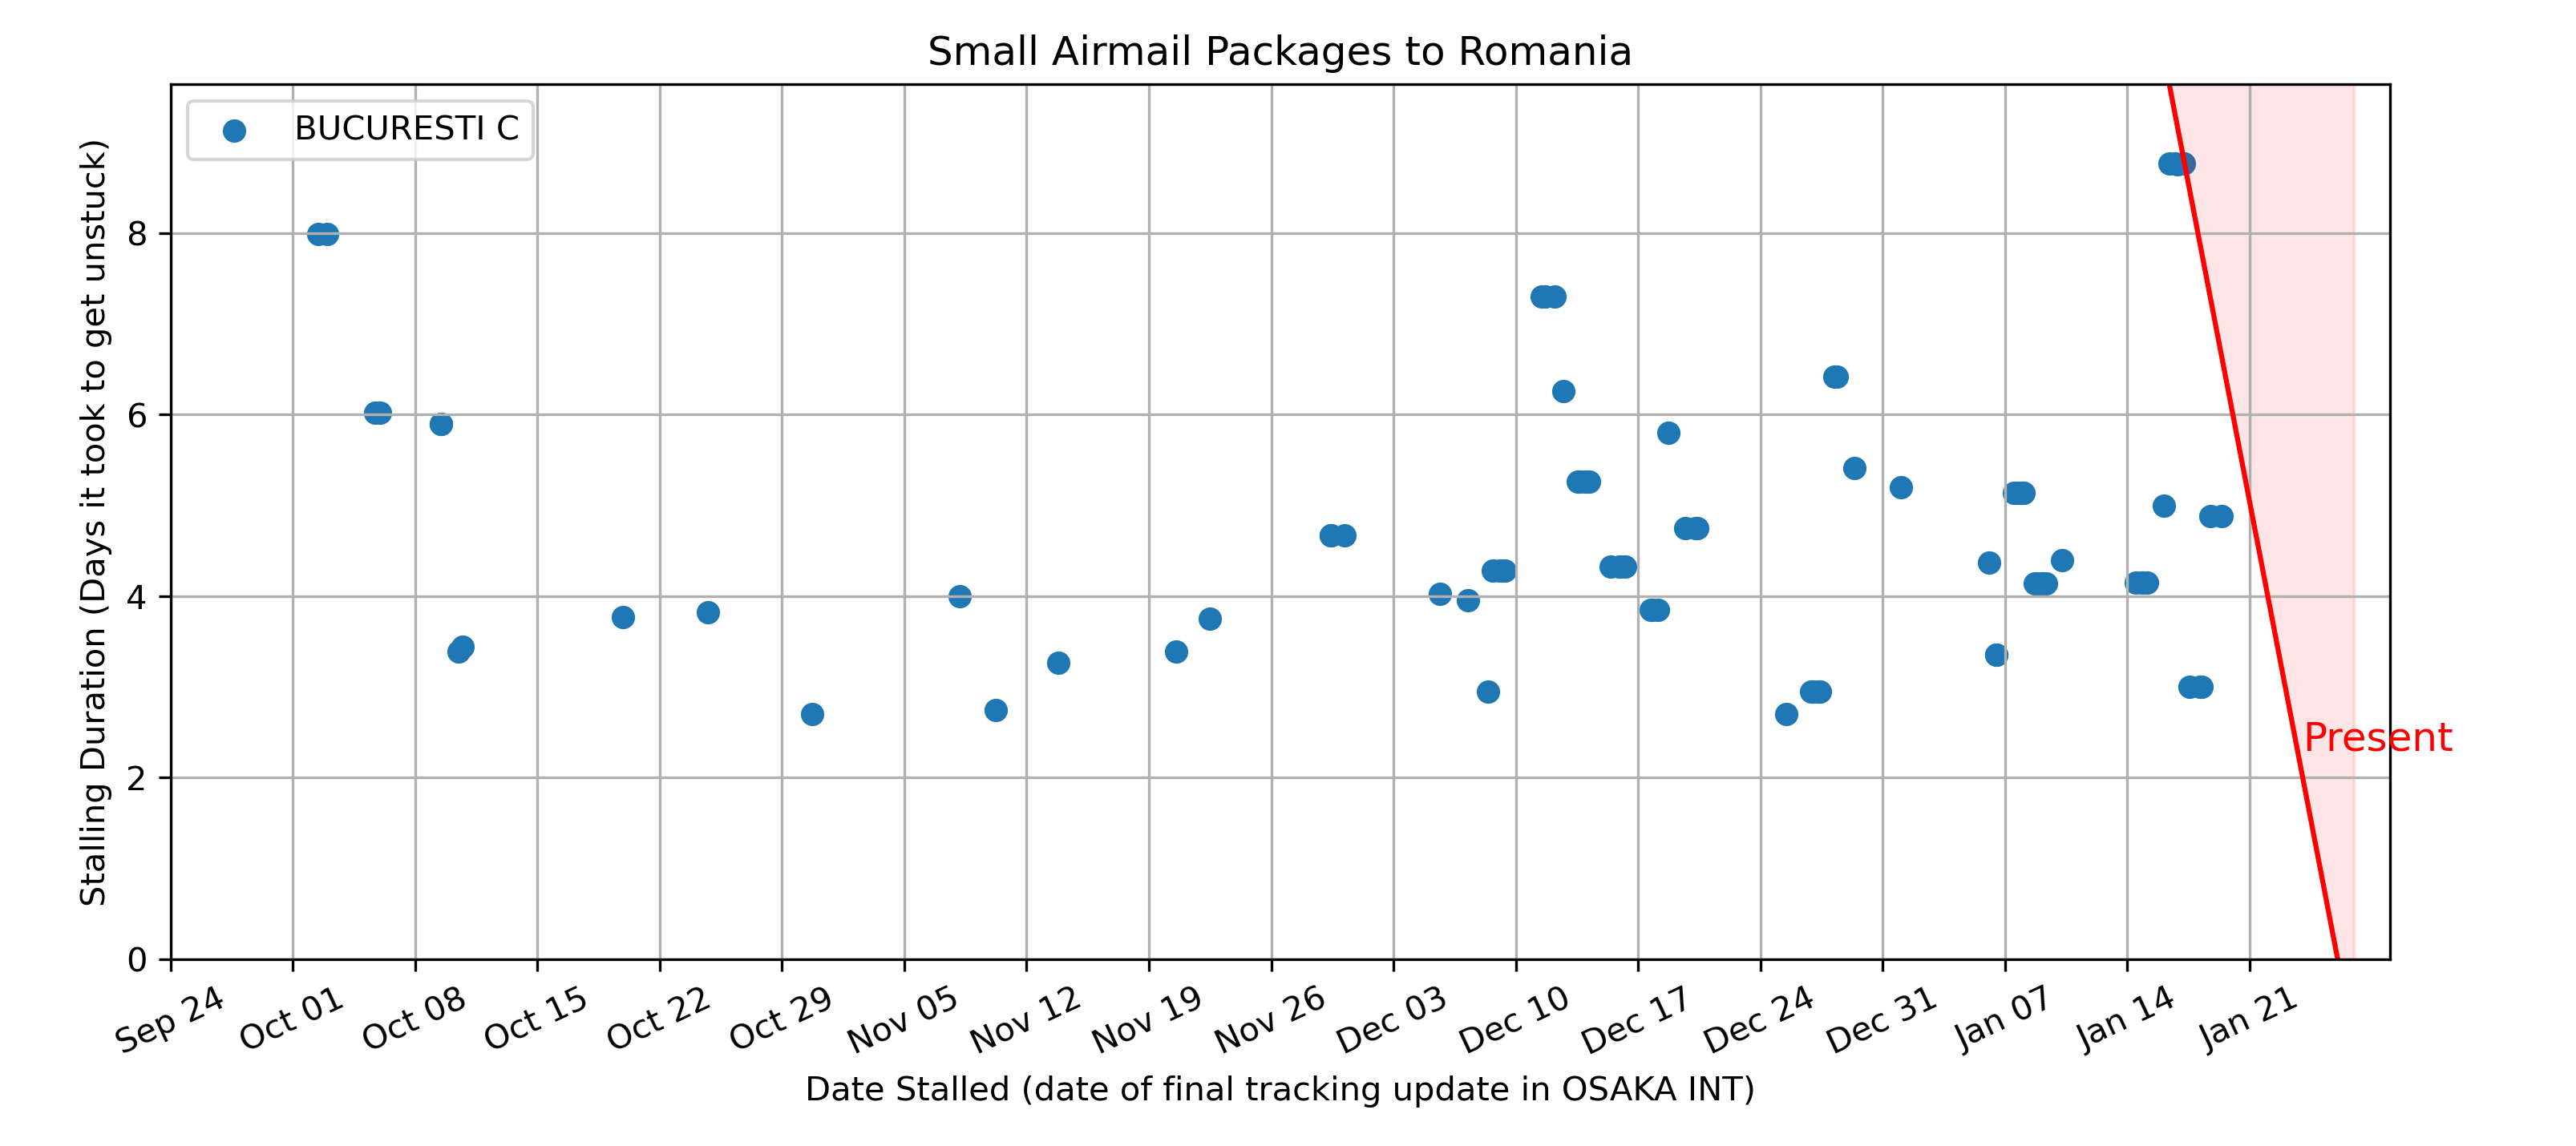 Small Airmail Packages to Romania
BUCURESTI C
Stalling Duration (Days it took to get unstuck)
8
6
4
2
0
Present
Sep 24
Oct 01
Oct 08
Oct 15
Oct 22
Oct 29
Nov 05
Nov 12
Nov 19
Nov 26
Dec 03
Dec 10
Dec 17
Dec 24
Dec 31
Jan 07
Jan 14
Jan 21
Date Stalled (date of final tracking update in OSAKA INT)